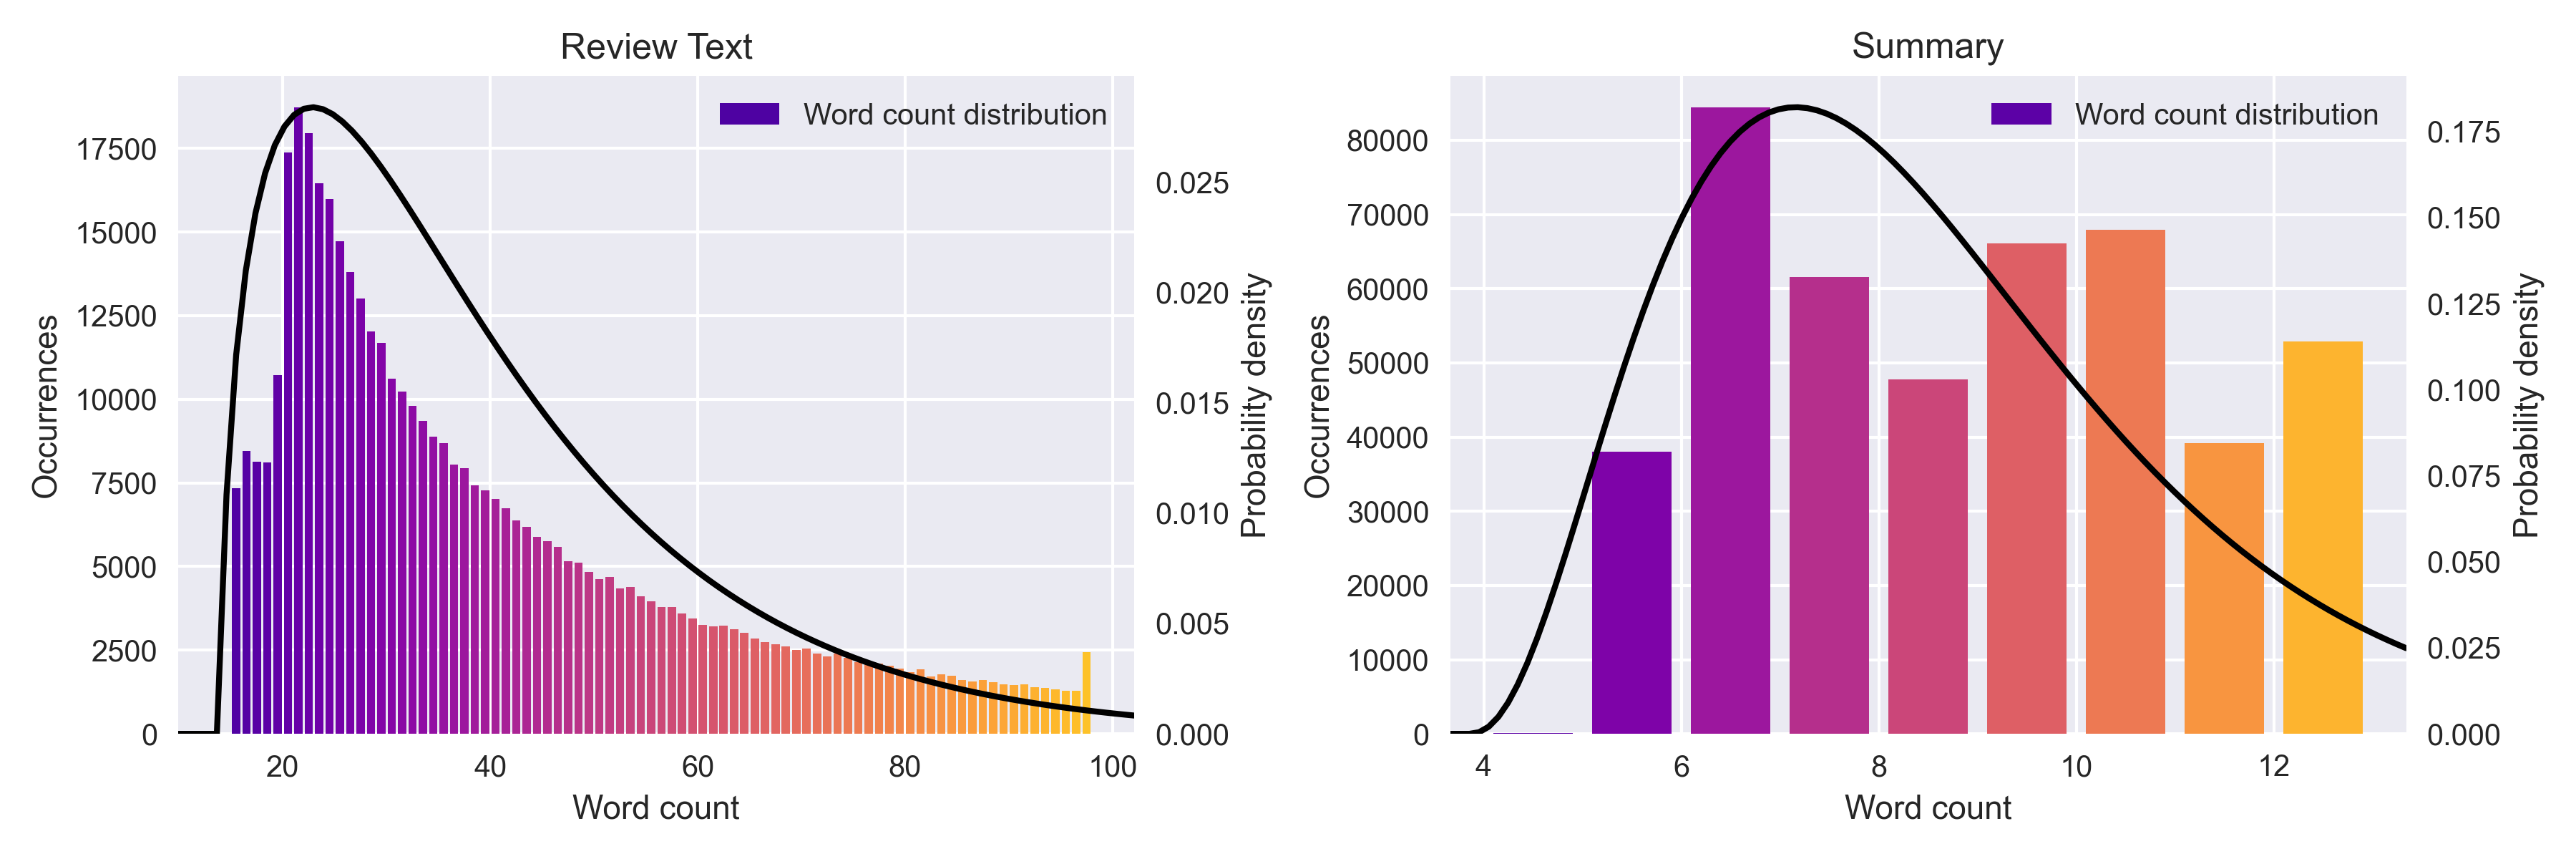 Review Text
Word count distribution
17500
15000
12500
10000
7500
5000
2500
0
Occurrences
0.025
0.020
0.015
0.010
0.005
0.000
Probability density
20 40 60 80 100
Word count
Summary
Word count distribution
80000
70000
60000
50000
40000
30000
20000
10000
0
Occurrences
0.175
0.150
0.125
0.100
0.075
0.050
0.025
0.000
Probability density
4 6 8 10 12
Word count